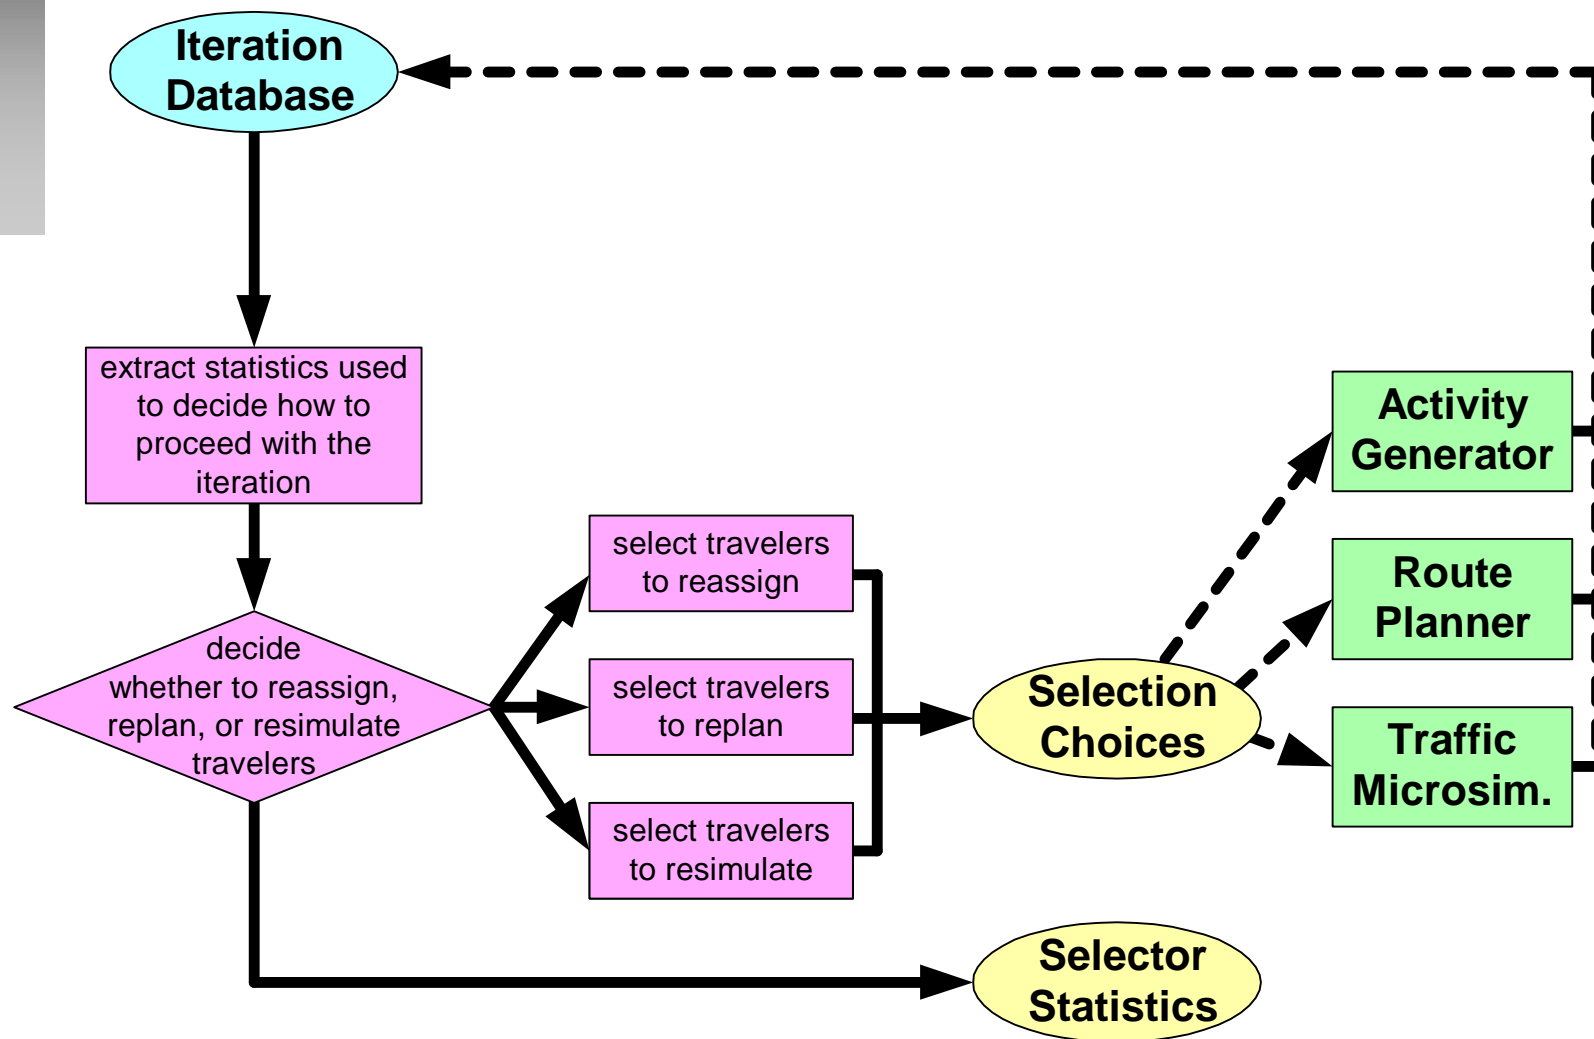 Iteration
Database
extract statistics used
to decide how to
proceed with the
iteration
decide
whether to reassign,
replan, or resimulate
travelers
select travelers
to reassign
select travelers
to replan
select travelers
to resimulate
Selection
Choices
Selector
Statistics
Activity
Generator
Route
Planner
Traffic
Microsim.